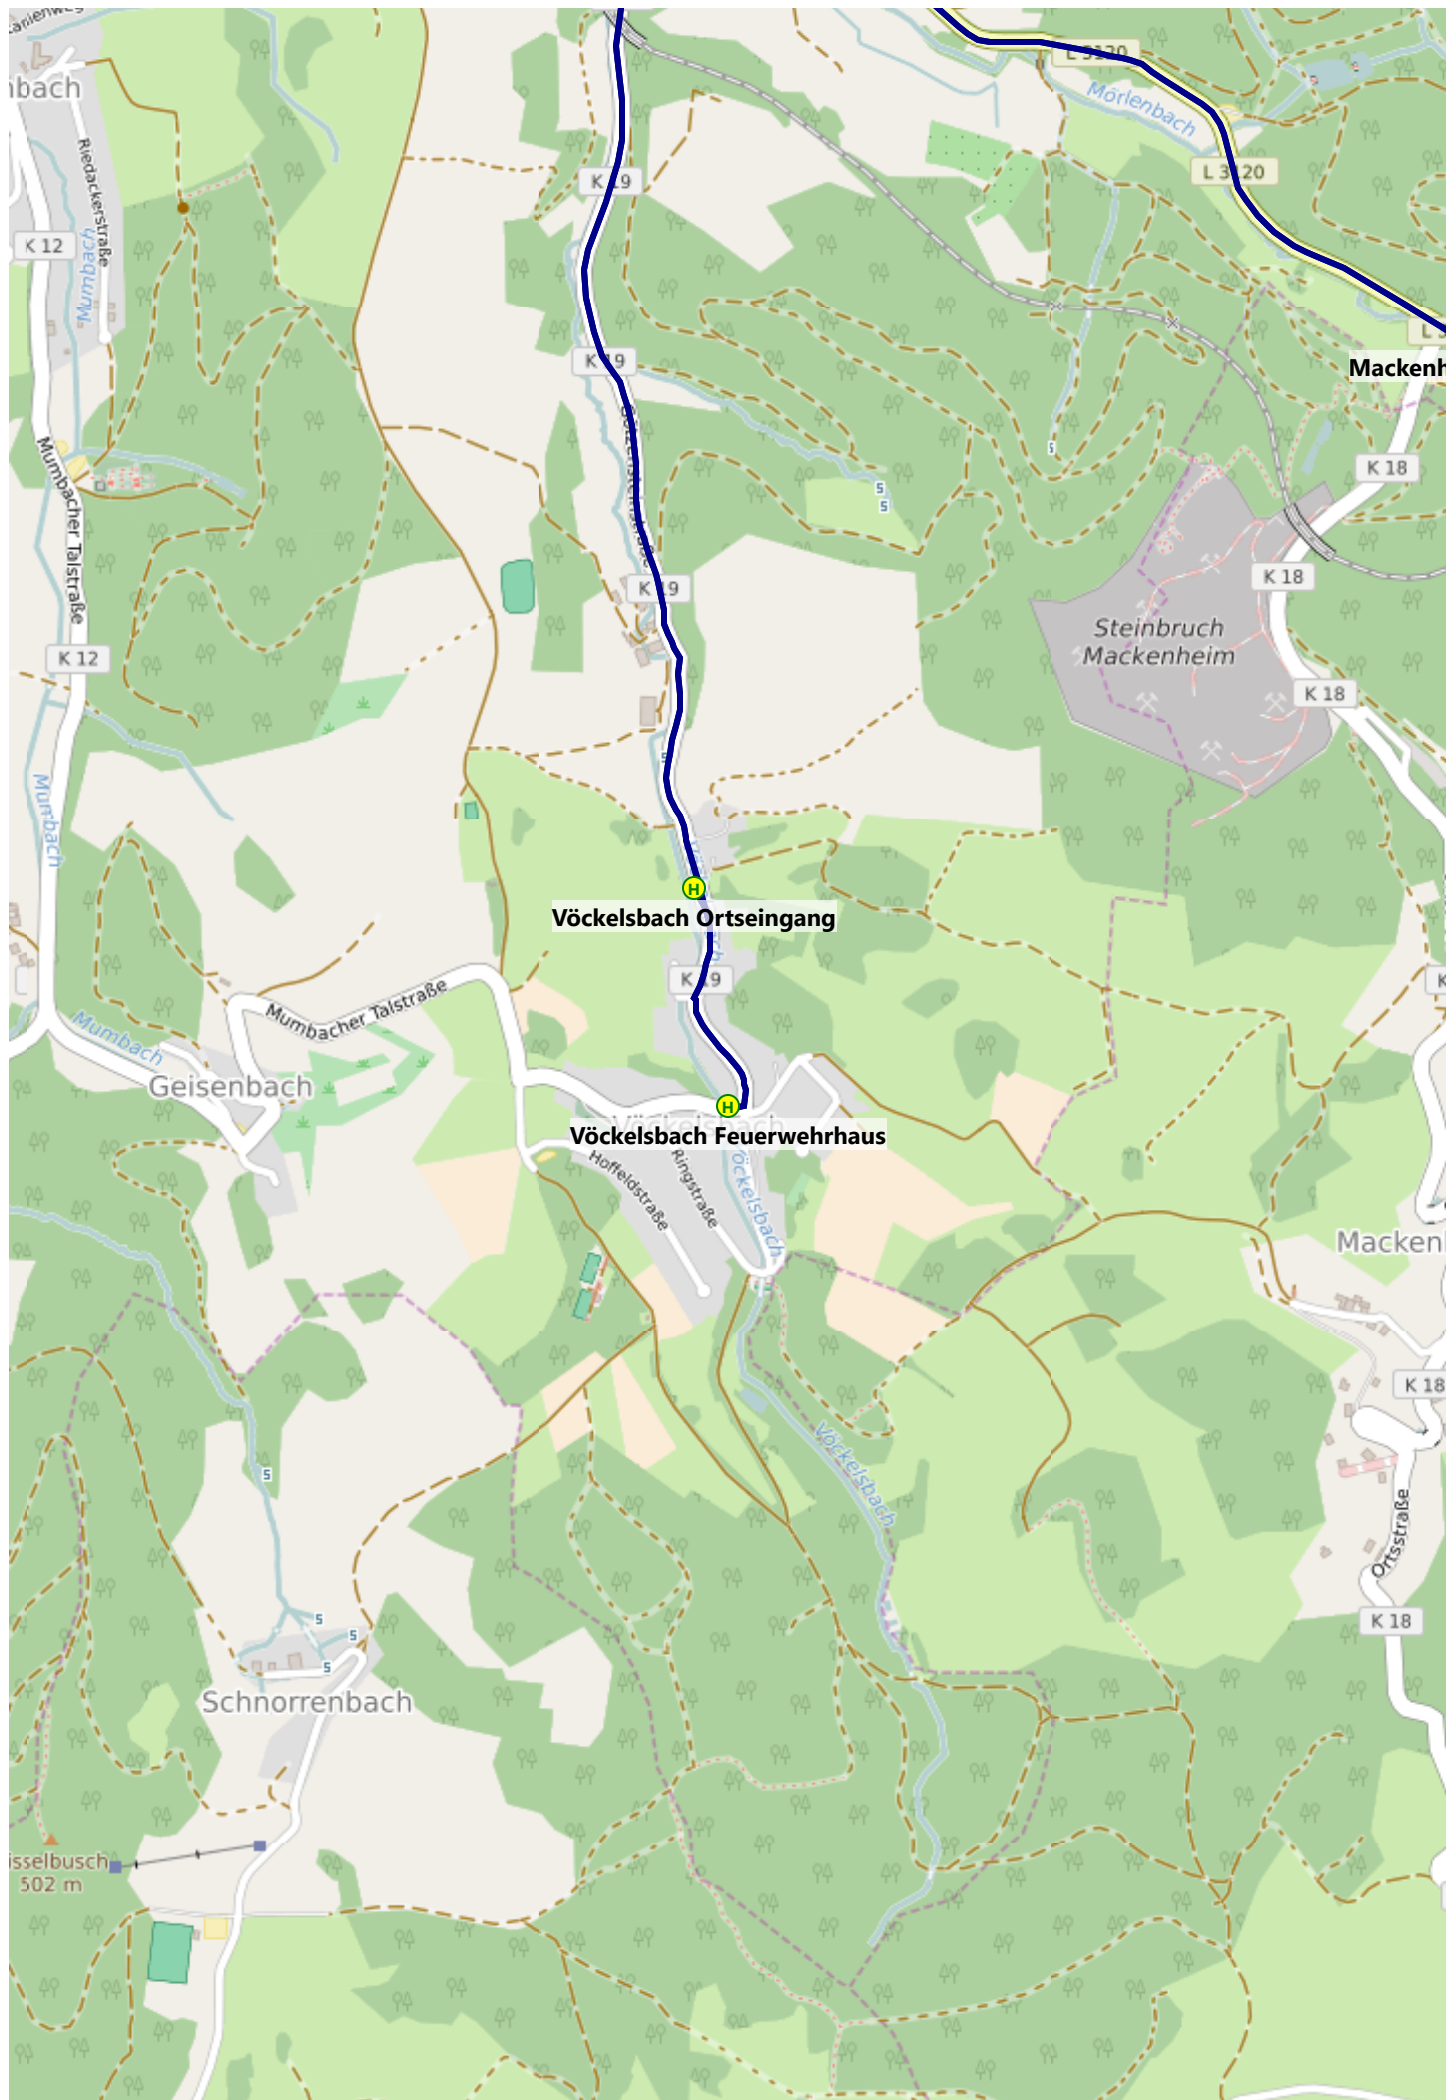 L 3120
Mörlenbach
Riedackerstraße
L 3120
K 19
K 12
Mumbach
K 19
Mackenh
Götzensteinstraße
K 18
Mumbacher Talstraße
K 18
K 19
Steinbruch
Mackenheim
K 12
K 18
Mumbach
Vöckelsbach Ortseingang
K 19
Mumbacher Talstraße
Mumbach
Geisenbach
Vöckelsbach
Vöckelsbach Feuerwehrhaus
Hoffeldstraße
Ringstraße
Vöckelsbach
K 18
Vöckelsbach
Ortsstraße
K 18
Schnorrenbach
isselbusch
502 m